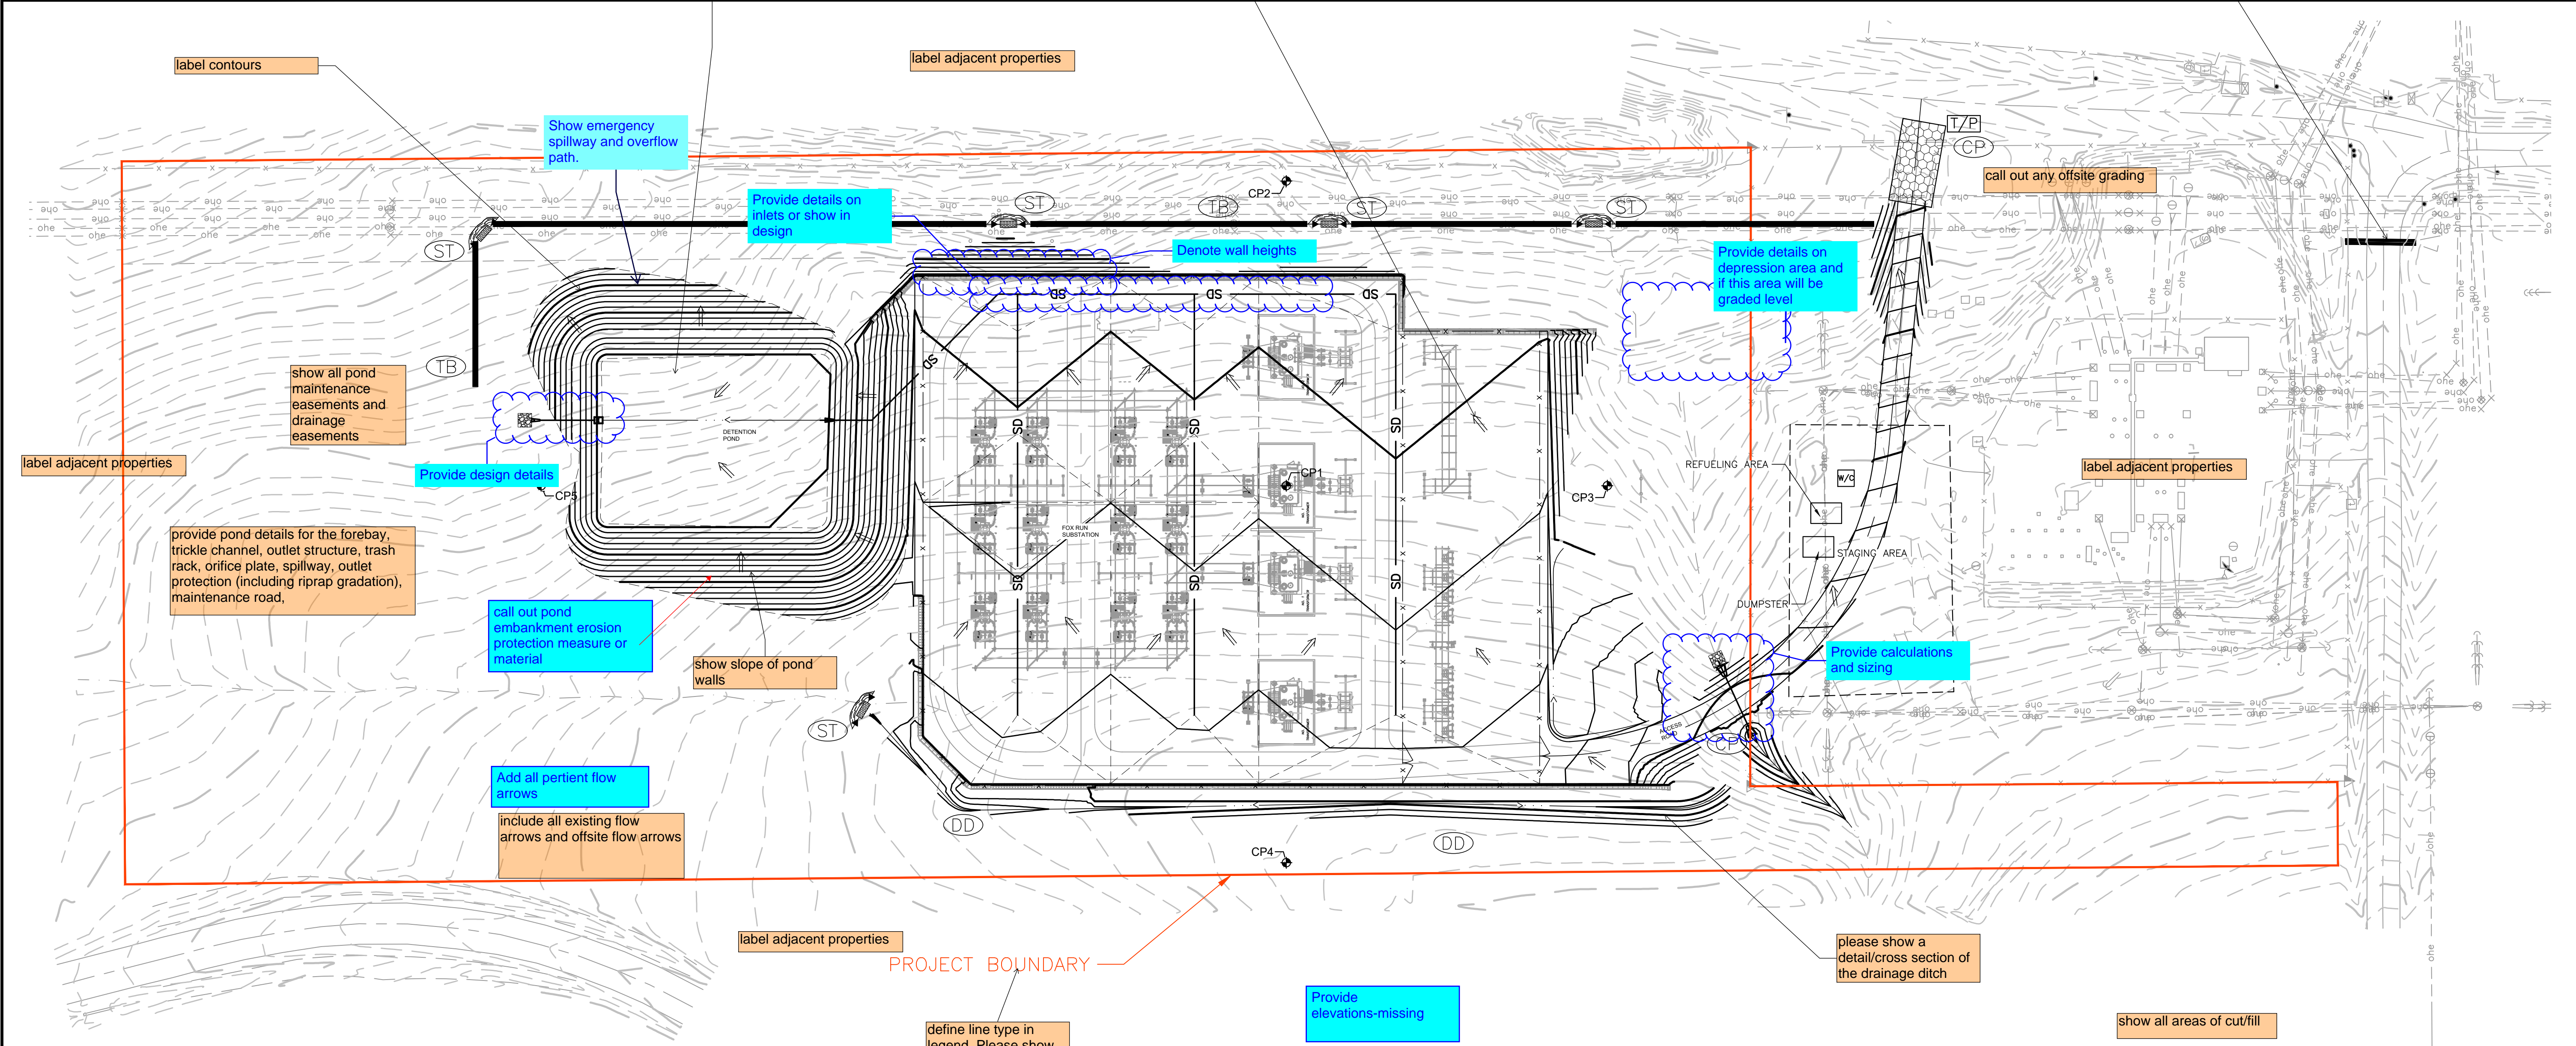 label contours
label adjacent properties
Show emergency
spillway and overflow
path.
T/P
CP
call out any offsite grading
Provide details on
inlets or show in
design
CP2
ST
TB
ST
ST
ST
Denote wall heights
Provide details on
depression area and
if this area will be
graded level
SD
SD
SD
SD
TB
show all pond
maintenance
easements and
drainage
easements
DETENTION
POND
SD
SD
SD
label adjacent properties
Provide design details
CP5
CP1
CP3
REFUELING AREA
W/C
label adjacent properties
provide pond details for the forebay,
trickle channel, outlet structure, trash
rack, orifice plate, spillway, outlet
protection (including riprap gradation),
maintenance road,
FOX RUN
SUBSTATION
STAGING AREA
SD
SD
SD
DUMPSTER
call out pond
embankment erosion
protection measure or
material
show slope of pond
walls
Provide calculations
and sizing
ST
ACCESS
ROAD
CP
Add all pertient flow
arrows
include all existing flow
arrows and offsite flow arrows
DD
DD
CP4
label adjacent properties
PROJECT BOUNDARY
please show a
detail/cross section of
the drainage ditch
Provide
elevations-missing
define line type in
legend. Please show
show all areas of cut/fill